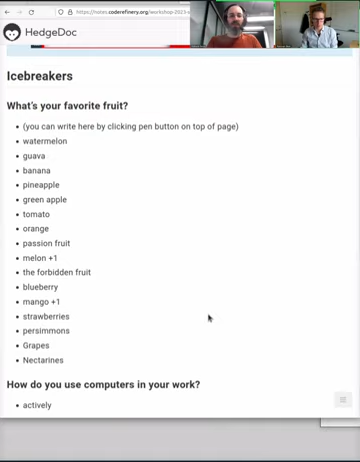 https://notes.coderefinery.org/workshop-2023-
HedgeDoc
Icebreakers
What's your favorite fruit?
• (you can write here by clicking pen button on top of page)
• watermelon
• guava
• banana
• pineapple
• green apple
• tomato
• orange
• passion fruit
• melon +1
• the forbidden fruit
• blueberry
• mango +1
• strawberries
• persimmons
• Grapes
• Nectarines
How do you use computers in your work?
• actively